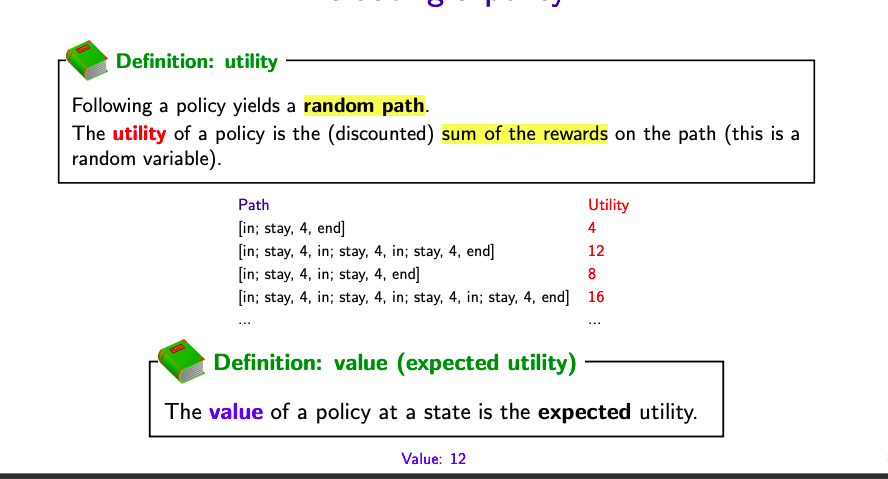 Definition: utility
Following a policy yields a random path.
The utility of a policy is the (discounted) sum of the rewards on the path (this is a
random variable).
Path Utility
[in; stay, 4, end] 4
[in; stay, 4, in; stay, 4, in; stay, 4, end] 12
[in; stay, 4, in; stay, 4, end] 8
[in; stay, 4, in; stay, 4, in; stay, 4, in; stay, 4, end] 16
... ...
Definition: value (expected utility)
The value of a policy at a state is the expected utility.
Value: 12